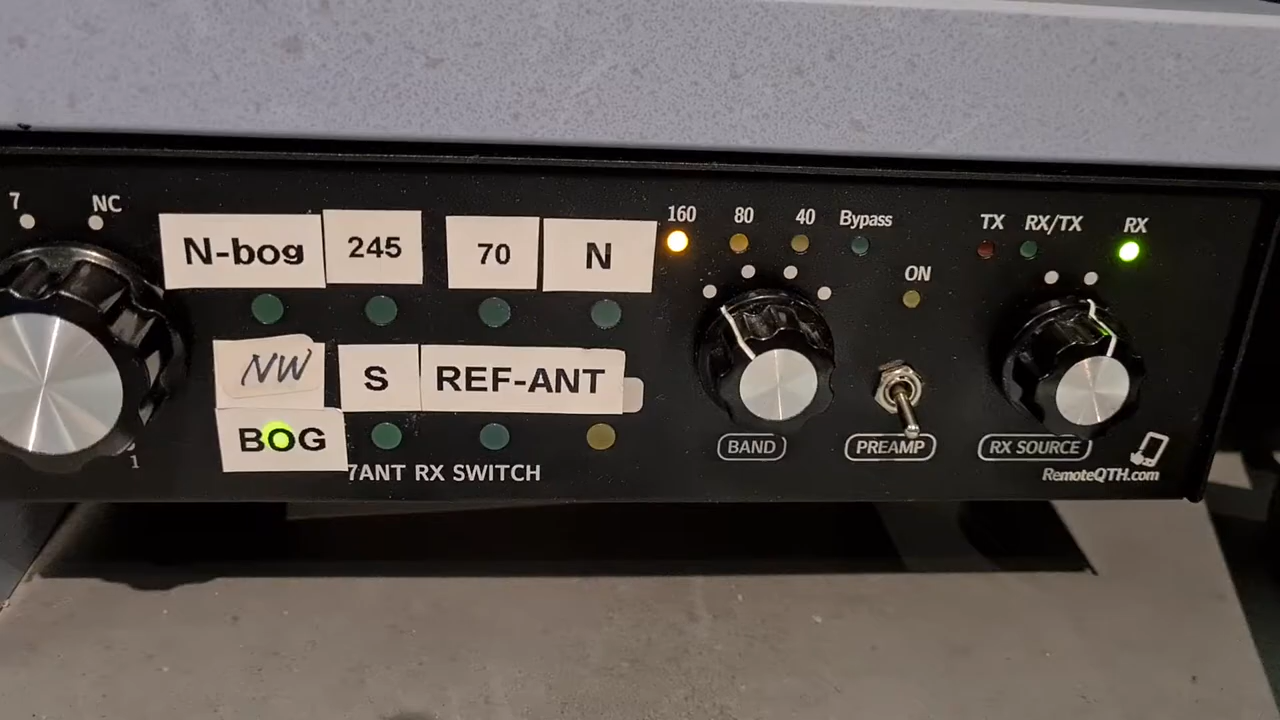 7 NC
N-bog 245 70 N
160 80 40 Bypass
ON
TX RX/TX RX
NW S REF-ANT
BOG
1
7ANT RX SWITCH
BAND PREAMP RX SOURCE
RemoteQTH.com